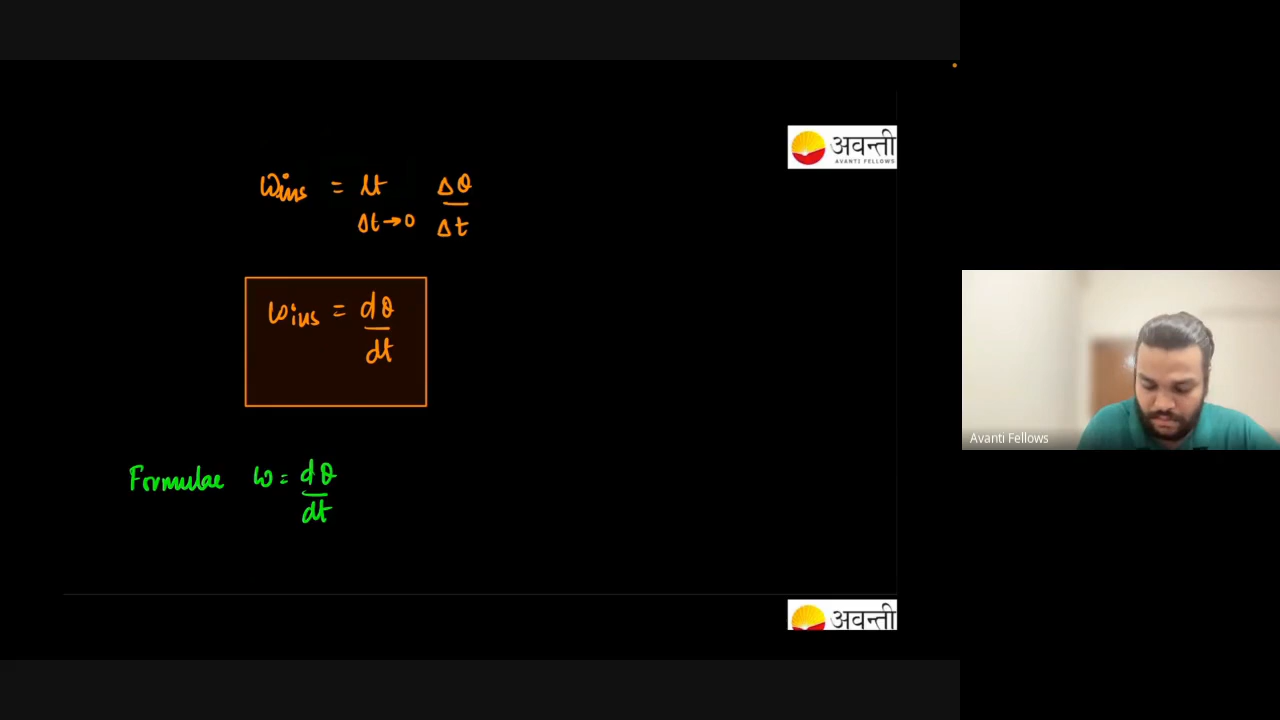 अवन्ती
AVANTI FELLOWS
ωins = lt Δθ
Δt→0 Δt
ωins = dθ
dt
Formulae ω = dθ
dt
Avanti Fellows
अवन्ती